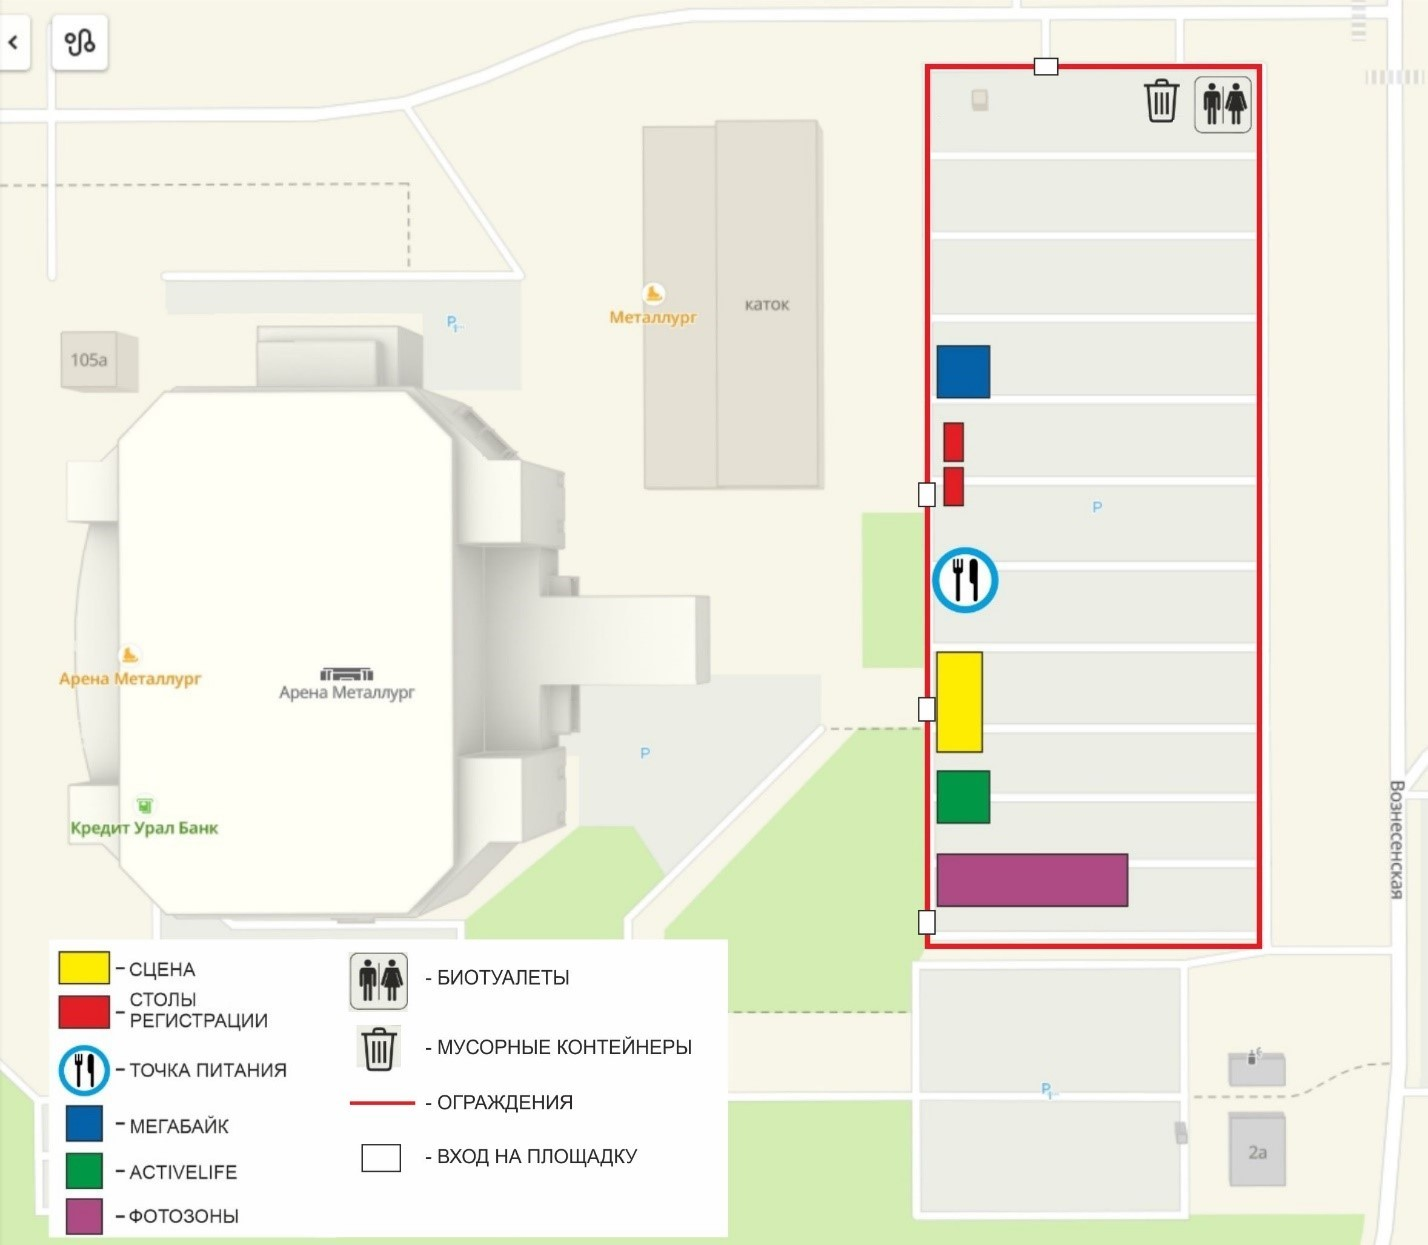 Металлург
каток
P
105а
P
Арена Металлург
Арена Металлург
P
Кредит Урал Банк
Вознесенская
- СЦЕНА
- СТОЛЫ
РЕГИСТРАЦИИ
- ТОЧКА ПИТАНИЯ
- МЕГАБАЙК
- ACTIVELIFE
- ФОТОЗОНЫ
- БИОТУАЛЕТЫ
- МУСОРНЫЕ КОНТЕЙНЕРЫ
- ОГРАЖДЕНИЯ
- ВХОД НА ПЛОЩАДКУ
P
2а